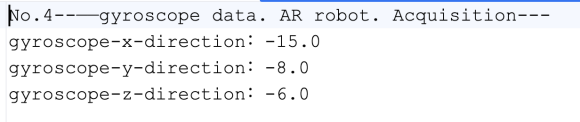 No.4--——gyroscope data. AR robot. Acquisition---
gyroscope-x-direction: -15.0
gyroscope-y-direction: -8.0
gyroscope-z-direction: -6.0